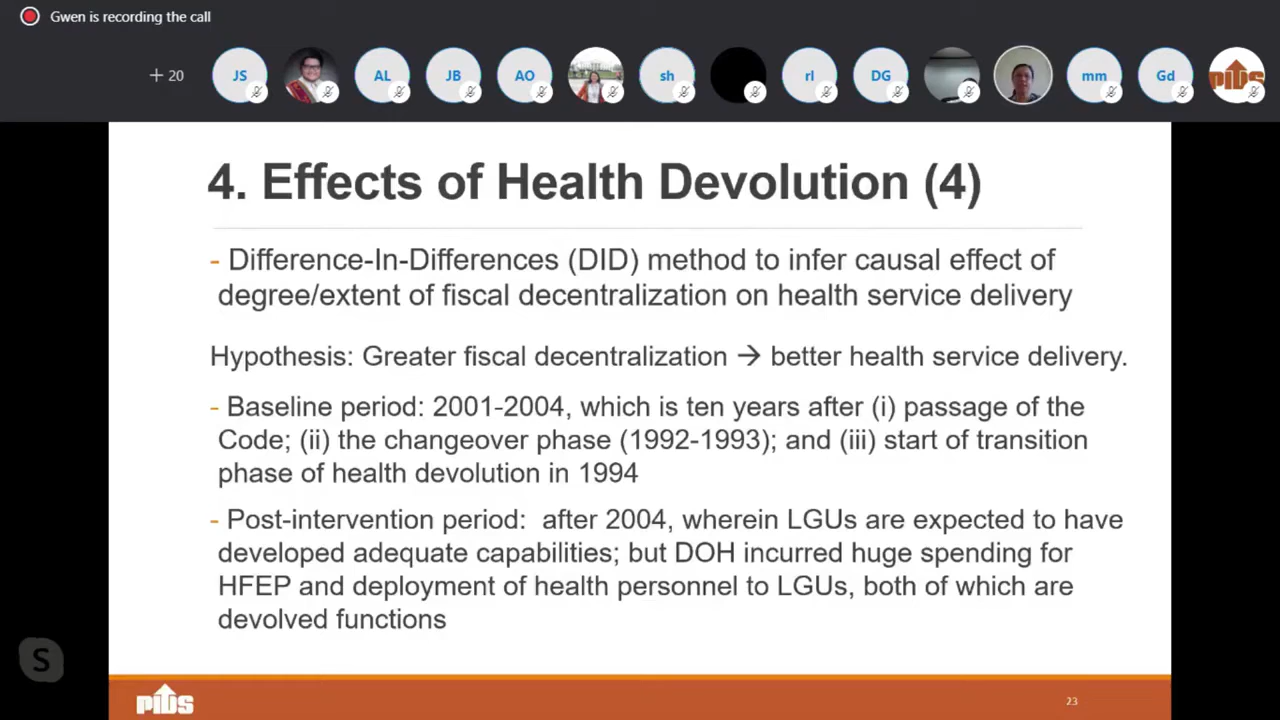 Gwen is recording the call
+ 20 JS AL JB AO sh rl DG mm Gd PIDS
4. Effects of Health Devolution (4)
- Difference-In-Differences (DID) method to infer causal effect of
degree/extent of fiscal decentralization on health service delivery
Hypothesis: Greater fiscal decentralization → better health service delivery.
- Baseline period: 2001-2004, which is ten years after (i) passage of the
Code; (ii) the changeover phase (1992-1993); and (iii) start of transition
phase of health devolution in 1994
- Post-intervention period: after 2004, wherein LGUs are expected to have
developed adequate capabilities; but DOH incurred huge spending for
HFEP and deployment of health personnel to LGUs, both of which are
devolved functions
S
PIDS
23